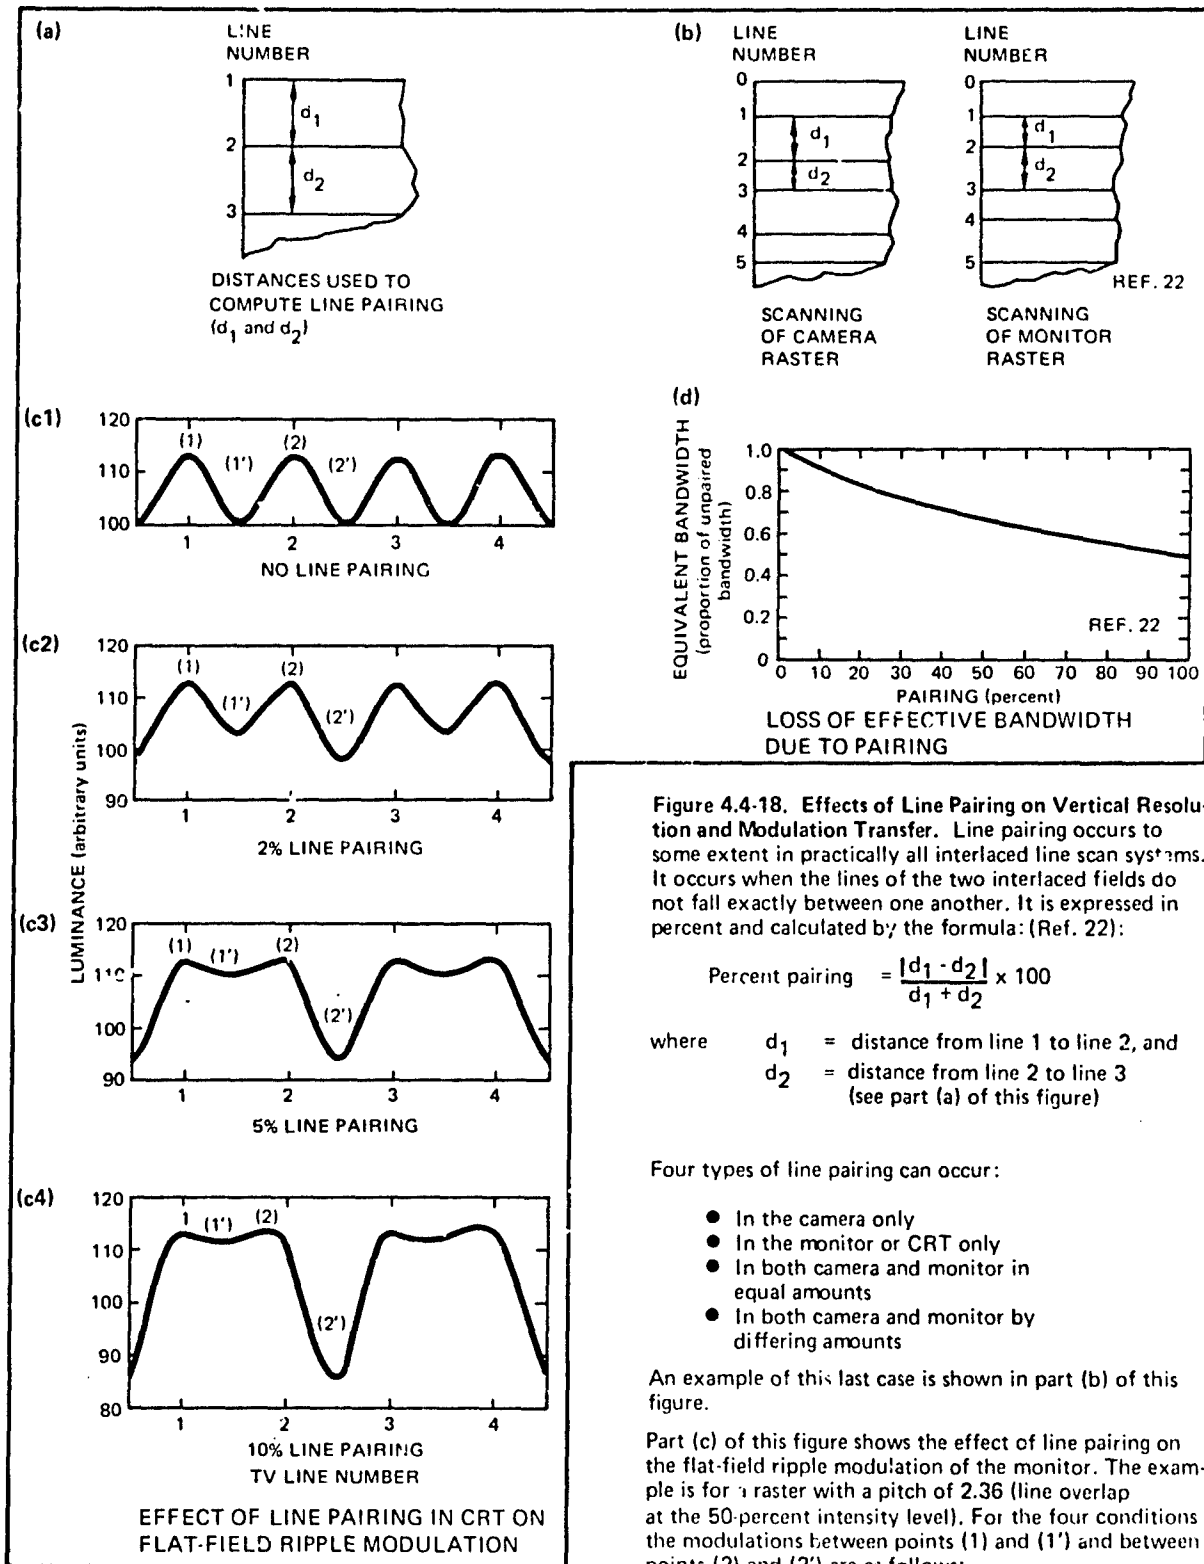 (a)
LINE
NUMBER
1
d1
2
d2
3
DISTANCES USED TO
COMPUTE LINE PAIRING
(d1 and d2)
(b)
LINE
NUMBER
0
1
d1
2
d2
3
4
5
SCANNING
OF CAMERA
RASTER
LINE
NUMBER
0
1
d1
2
d2
3
4
5
REF. 22
SCANNING
OF MONITOR
RASTER
(c1)
120
110
100
(1) (1') (2) (2')
1 2 3 4
NO LINE PAIRING
(c2)
120
110
100
90
(1) (1') (2) (2')
1 2 3 4
2% LINE PAIRING
LUMINANCE (arbitrary units)
(c3)
120
110
100
90
(1) (1') (2) (2')
1 2 3 4
5% LINE PAIRING
(c4)
120
110
100
90
80
1 (1') (2) (2')
1 2 3 4
10% LINE PAIRING
TV LINE NUMBER
EFFECT OF LINE PAIRING IN CRT ON
FLAT-FIELD RIPPLE MODULATION
(d)
EQUIVALENT BANDWIDTH
(proportion of unpaired
bandwidth)
1.0
0.8
0.6
0.4
0.2
0
REF. 22
0 10 20 30 40 50 60 70 80 90 100
PAIRING (percent)
LOSS OF EFFECTIVE BANDWIDTH
DUE TO PAIRING
Figure 4.4-18. Effects of Line Pairing on Vertical Resolu-
tion and Modulation Transfer. Line pairing occurs to
some extent in practically all interlaced line scan systems.
It occurs when the lines of the two interlaced fields do
not fall exactly between one another. It is expressed in
percent and calculated by the formula: (Ref. 22):
Percent pairing = |d1 - d2| / d1 + d2 x 100
where d1 = distance from line 1 to line 2, and
d2 = distance from line 2 to line 3
(see part (a) of this figure)
Four types of line pairing can occur:
● In the camera only
● In the monitor or CRT only
● In both camera and monitor in
equal amounts
● In both camera and monitor by
differing amounts
An example of this last case is shown in part (b) of this
figure.
Part (c) of this figure shows the effect of line pairing on
the flat-field ripple modulation of the monitor. The exam-
ple is for a raster with a pitch of 2.36 (line overlap
at the 50-percent intensity level). For the four conditions
the modulations between points (1) and (1') and between
points (2) and (2') are as follows: